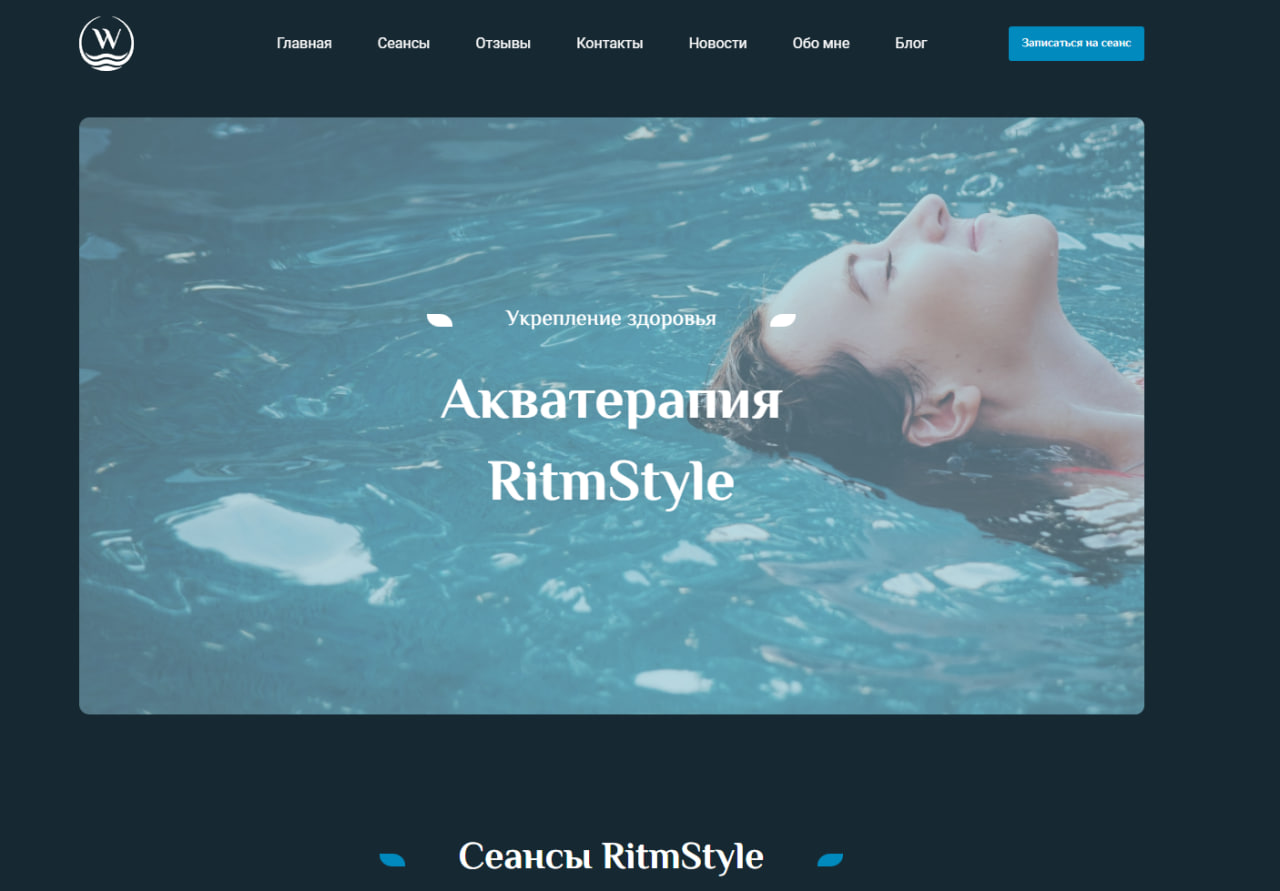 W
Главная Сеансы Отзывы Контакты Новости Обо мне Блог Записаться на сеанс
Укрепление здоровья
Акватерапия
RitmStyle
Сеансы RitmStyle